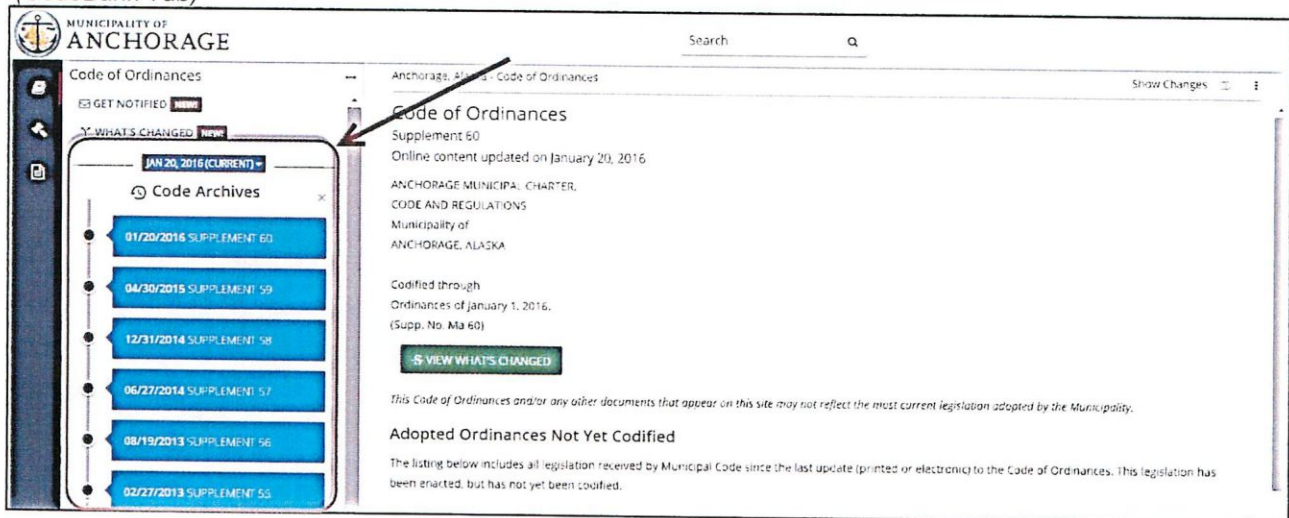 MUNICIPALITY OF
ANCHORAGE
Search
Code of Ordinances
GET NOTIFIED NEW!
WHAT'S CHANGED NEW!
JAN 20, 2016 (CURRENT)
Code Archives
01/20/2016 SUPPLEMENT 60
04/30/2015 SUPPLEMENT 59
12/31/2014 SUPPLEMENT 58
06/27/2014 SUPPLEMENT 57
08/19/2013 SUPPLEMENT 56
02/27/2013 SUPPLEMENT 55
Anchorage, Alaska - Code of Ordinances
Show Changes
Code of Ordinances
Supplement 60
Online content updated on January 20, 2016
ANCHORAGE MUNICIPAL CHARTER,
CODE AND REGULATIONS
Municipality of
ANCHORAGE, ALASKA
Codified through
Ordinances of January 1, 2016.
(Supp. No. Ma 60)
VIEW WHAT'S CHANGED
This Code of Ordinances and/or any other documents that appear on this site may not reflect the most current legislation adopted by the Municipality.
Adopted Ordinances Not Yet Codified
The listing below includes all legislation received by Municipal Code since the last update (printed or electronic) to the Code of Ordinances. This legislation has
been enacted, but has not yet been codified.